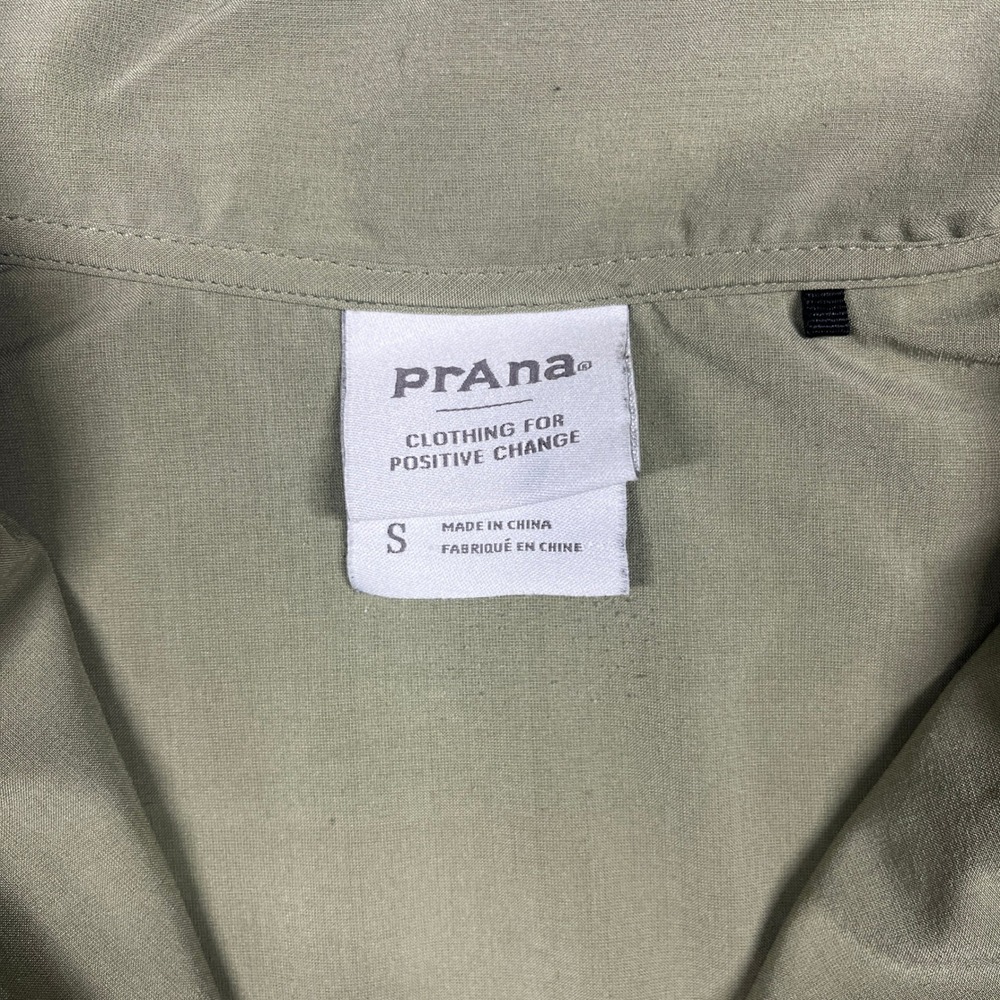 prAna®
CLOTHING FOR
POSITIVE CHANGE
S
MADE IN CHINA
FABRIQUÉ EN CHINE